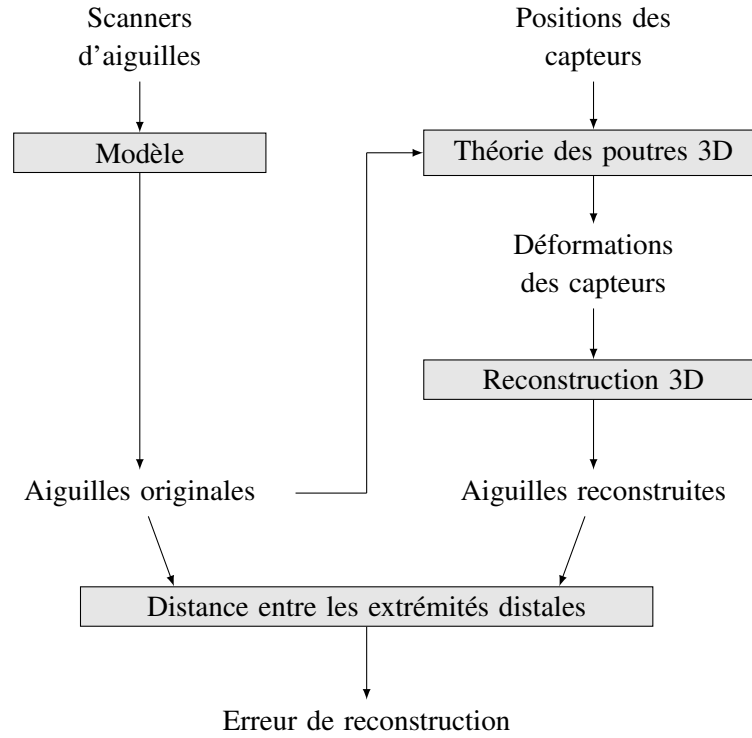 Scanners
d'aiguilles
Positions des
capteurs
Modèle
Théorie des poutres 3D
Déformations
des capteurs
Reconstruction 3D
Aiguilles originales
Aiguilles reconstruites
Distance entre les extrémités distales
Erreur de reconstruction